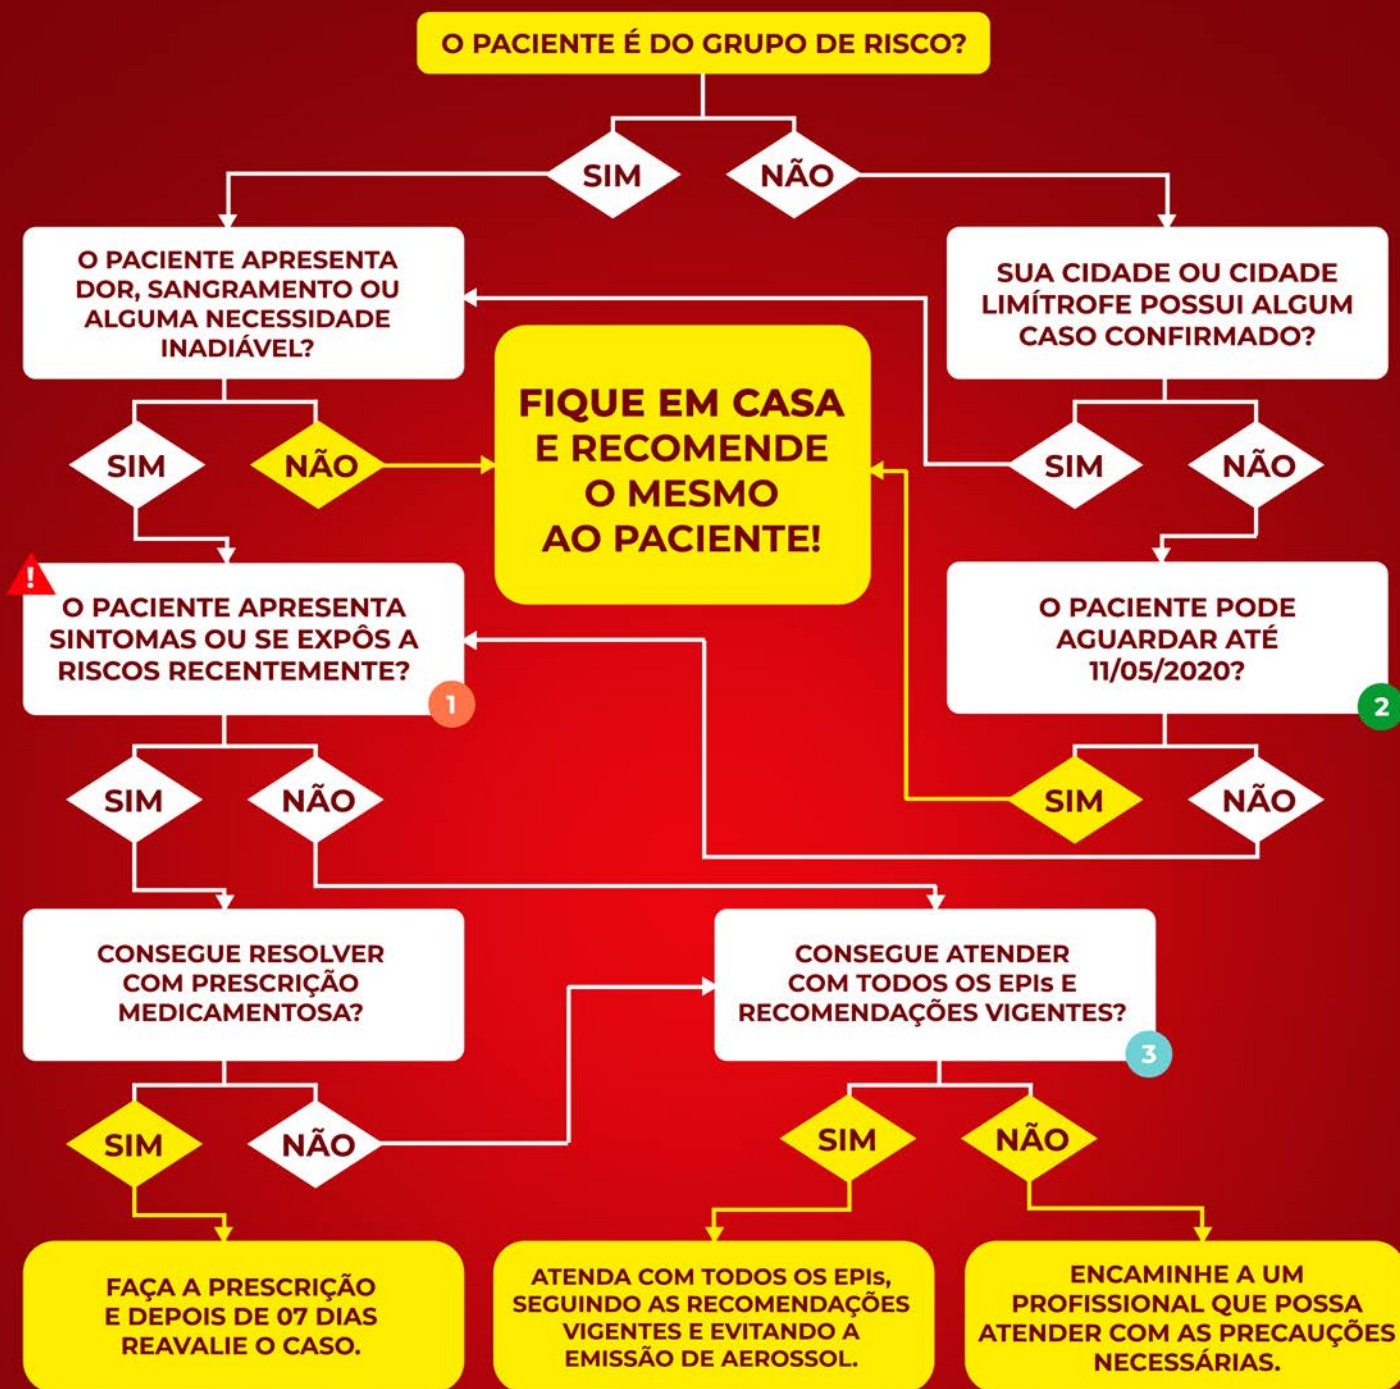 O PACIENTE É DO GRUPO DE RISCO?
SIM
NÃO
O PACIENTE APRESENTA
DOR, SANGRAMENTO OU
ALGUMA NECESSIDADE
INADIÁVEL?
SUA CIDADE OU CIDADE
LIMÍTROFE POSSUI ALGUM
CASO CONFIRMADO?
FIQUE EM CASA
E RECOMENDE
O MESMO
AO PACIENTE!
SIM
NÃO
SIM
NÃO
!
O PACIENTE APRESENTA
SINTOMAS OU SE EXPÔS A
RISCOS RECENTEMENTE?
1
O PACIENTE PODE
AGUARDAR ATÉ
11/05/2020?
2
SIM
NÃO
SIM
NÃO
CONSEGUE RESOLVER
COM PRESCRIÇÃO
MEDICAMENTOSA?
CONSEGUE ATENDER
COM TODOS OS EPIs E
RECOMENDAÇÕES VIGENTES?
3
SIM
NÃO
SIM
NÃO
FAÇA A PRESCRIÇÃO
E DEPOIS DE 07 DIAS
REAVALIE O CASO.
ATENDA COM TODOS OS EPIs,
SEGUINDO AS RECOMENDAÇÕES
VIGENTES E EVITANDO A
EMISSÃO DE AEROSSOL.
ENCAMINHE A UM
PROFISSIONAL QUE POSSA
ATENDER COM AS PRECAUÇÕES
NECESSÁRIAS.